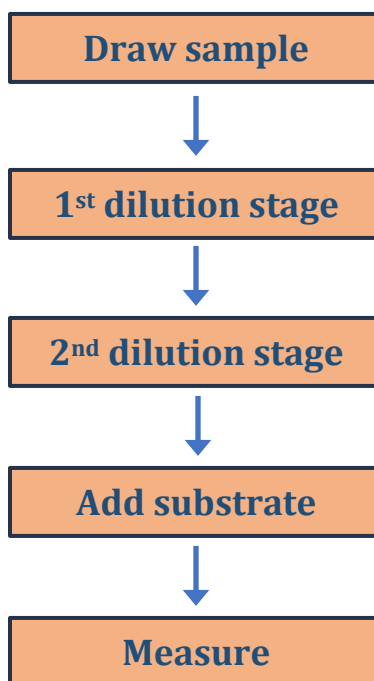 Draw sample
1st dilution stage
2nd dilution stage
Add substrate
Measure